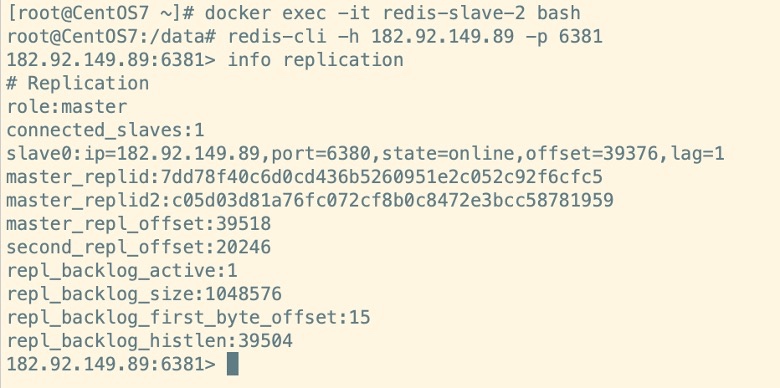 [root@CentOS7 ~]# docker exec -it redis-slave-2 bash
root@CentOS7:/data# redis-cli -h 182.92.149.89 -p 6381
182.92.149.89:6381> info replication
# Replication
role:master
connected_slaves:1
slave0:ip=182.92.149.89,port=6380,state=online,offset=39376,lag=1
master_replid:7dd78f40c6d0cd436b5260951e2c052c92f6cfc5
master_replid2:c05d03d81a76fc072cf8b0c8472e3bcc58781959
master_repl_offset:39518
second_repl_offset:20246
repl_backlog_active:1
repl_backlog_size:1048576
repl_backlog_first_byte_offset:15
repl_backlog_histlen:39504
182.92.149.89:6381>